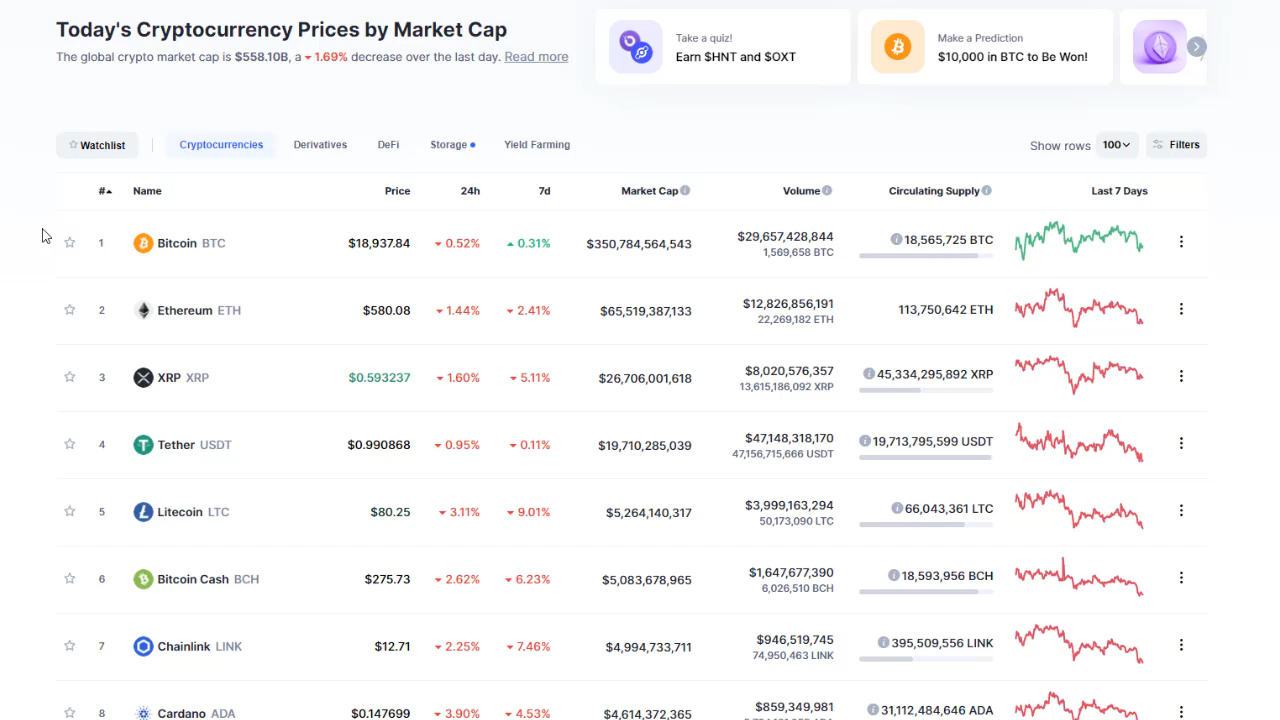 Today's Cryptocurrency Prices by Market Cap
The global crypto market cap is $558.10B, a 1.69% decrease over the last day. Read more
Take a quiz!
Earn $HNT and $OXT
Make a Prediction
$10,000 in BTC to Be Won!
Watchlist Cryptocurrencies Derivatives DeFi Storage Yield Farming Show rows 100 Filters
# Name Price 24h 7d Market Cap Volume Circulating Supply Last 7 Days
1 Bitcoin BTC $18,937.84 0.52% 0.31% $350,784,564,543 $29,657,428,844 18,565,725 BTC
1,569,658 BTC
2 Ethereum ETH $580.08 1.44% 2.41% $65,519,387,133 $12,826,856,191 113,750,642 ETH
22,269,182 ETH
3 XRP XRP $0.593237 1.60% 5.11% $26,706,001,618 $8,020,576,357 45,334,295,892 XRP
13,615,186,092 XRP
4 Tether USDT $0.990868 0.95% 0.11% $19,710,285,039 $47,148,318,170 19,713,795,599 USDT
47,156,715,666 USDT
5 Litecoin LTC $80.25 3.11% 9.01% $5,264,140,317 $3,999,163,294 66,043,361 LTC
50,173,090 LTC
6 Bitcoin Cash BCH $275.73 2.62% 6.23% $5,083,678,965 $1,647,677,390 18,593,956 BCH
6,026,510 BCH
7 Chainlink LINK $12.71 2.25% 7.46% $4,994,733,711 $946,519,745 395,509,556 LINK
74,950,463 LINK
8 Cardano ADA $0.147699 3.90% 4.53% $4,614,372,365 $859,349,981 31,112,484,646 ADA